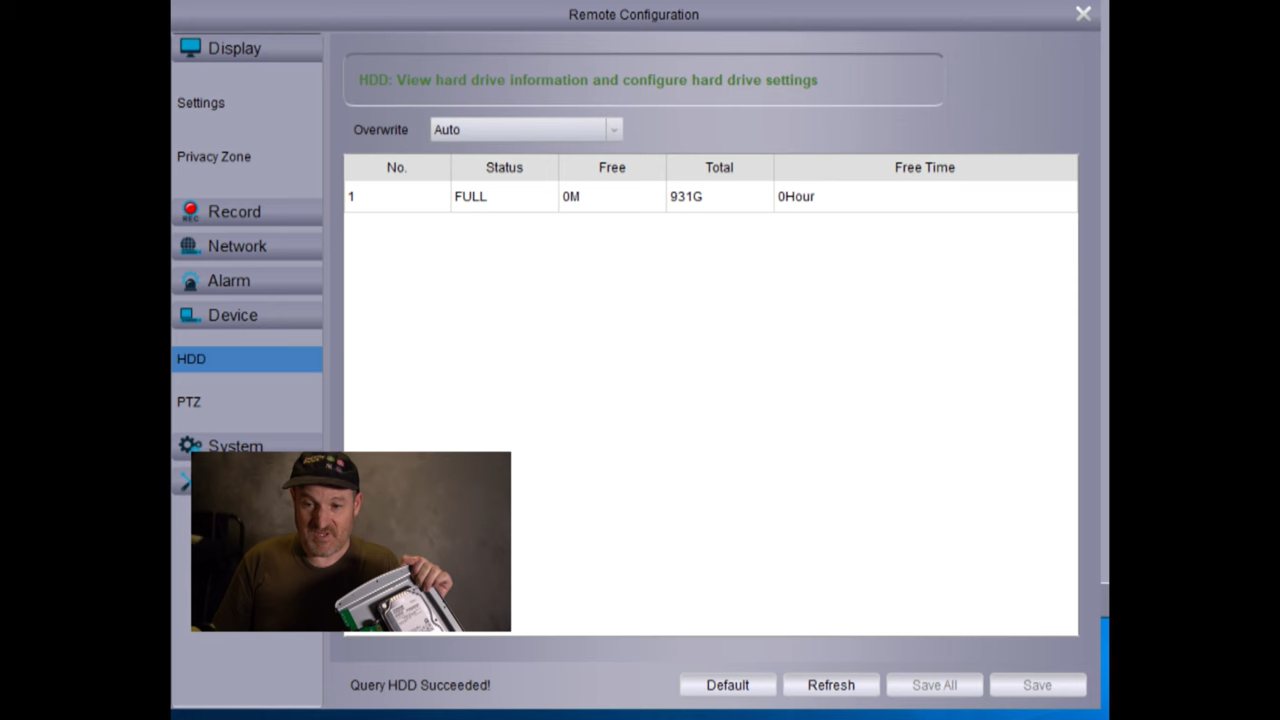 Remote Configuration
Display
Settings
Privacy Zone
Record
REC
Network
Alarm
Device
HDD
PTZ
System
HDD: View hard drive information and configure hard drive settings
Overwrite Auto
No. Status Free Total Free Time
1 FULL 0M 931G 0Hour
Query HDD Succeeded!
Default Refresh Save All Save